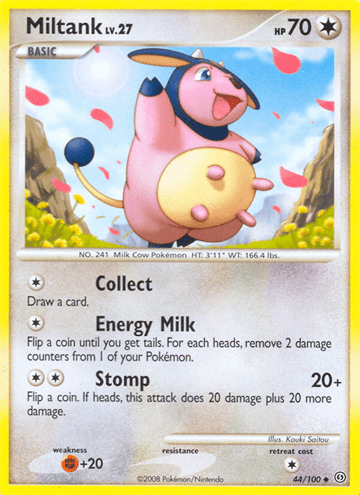 Miltank LV.27 HP 70
BASIC
NO. 241 Milk Cow Pokémon HT: 3'11" WT: 166.4 lbs.
Collect
Draw a card.
Energy Milk
Flip a coin until you get tails. For each heads, remove 2 damage
counters from 1 of your Pokémon.
Stomp 20+
Flip a coin. If heads, this attack does 20 damage plus 20 more
damage.
Illus. Kouki Saitou
weakness resistance retreat cost
+20
©2008 Pokémon/Nintendo 44/100